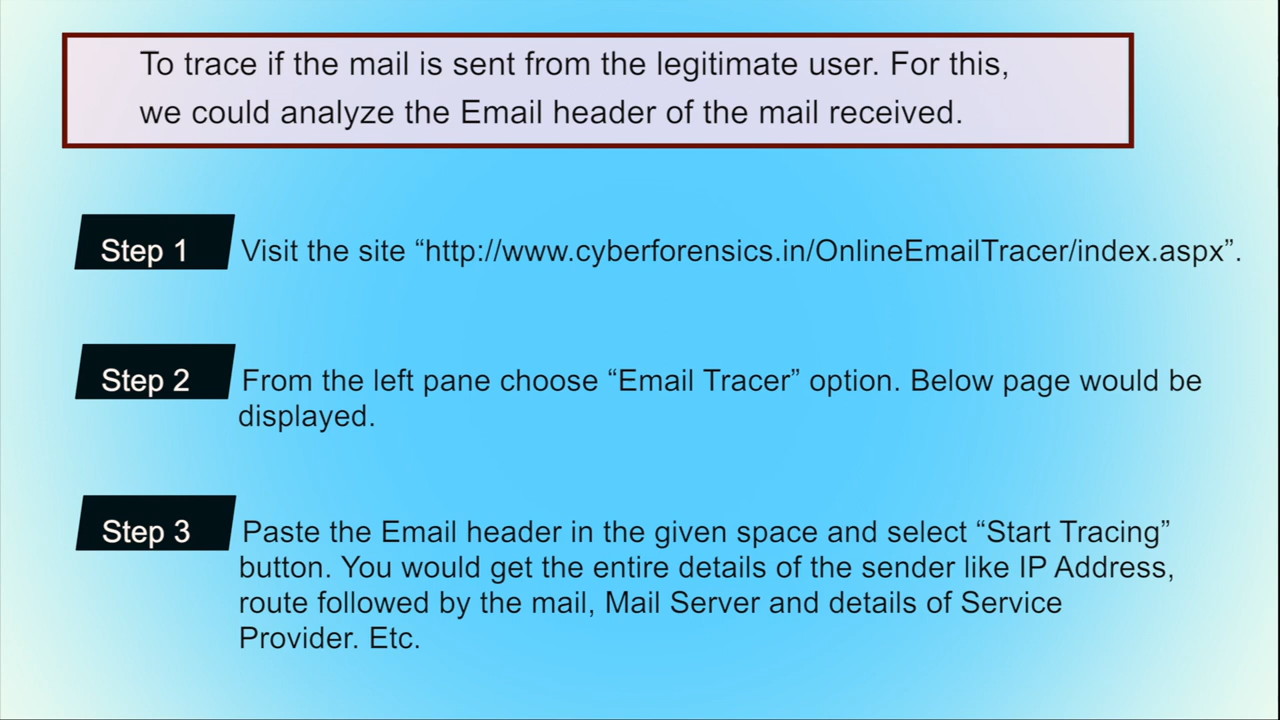 To trace if the mail is sent from the legitimate user. For this,
we could analyze the Email header of the mail received.
Step 1 Visit the site “http://www.cyberforensics.in/OnlineEmailTracer/index.aspx”.
Step 2 From the left pane choose “Email Tracer” option. Below page would be
displayed.
Step 3 Paste the Email header in the given space and select “Start Tracing”
button. You would get the entire details of the sender like IP Address,
route followed by the mail, Mail Server and details of Service
Provider. Etc.